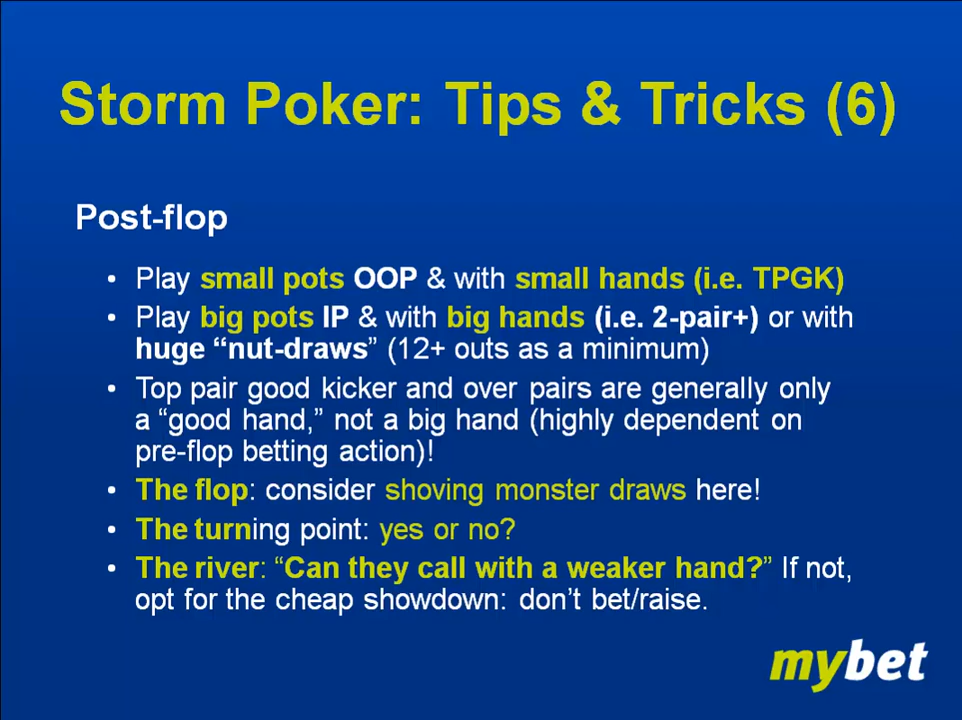 Storm Poker: Tips & Tricks (6)
Post-flop
• Play small pots OOP & with small hands (i.e. TPGK)
• Play big pots IP & with big hands (i.e. 2-pair+) or with
huge “nut-draws” (12+ outs as a minimum)
• Top pair good kicker and over pairs are generally only
a “good hand,” not a big hand (highly dependent on
pre-flop betting action)!
• The flop: consider shoving monster draws here!
• The turning point: yes or no?
• The river: “Can they call with a weaker hand?” If not,
opt for the cheap showdown: don’t bet/raise.
mybet